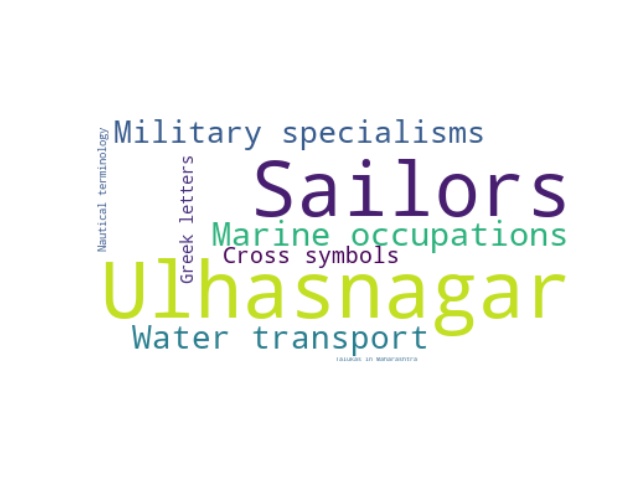 Military specialisms
Nautical terminology
Greek letters
Sailors
Marine occupations
Cross symbols
Ulhasnagar
Water transport
Talukas in Maharashtra